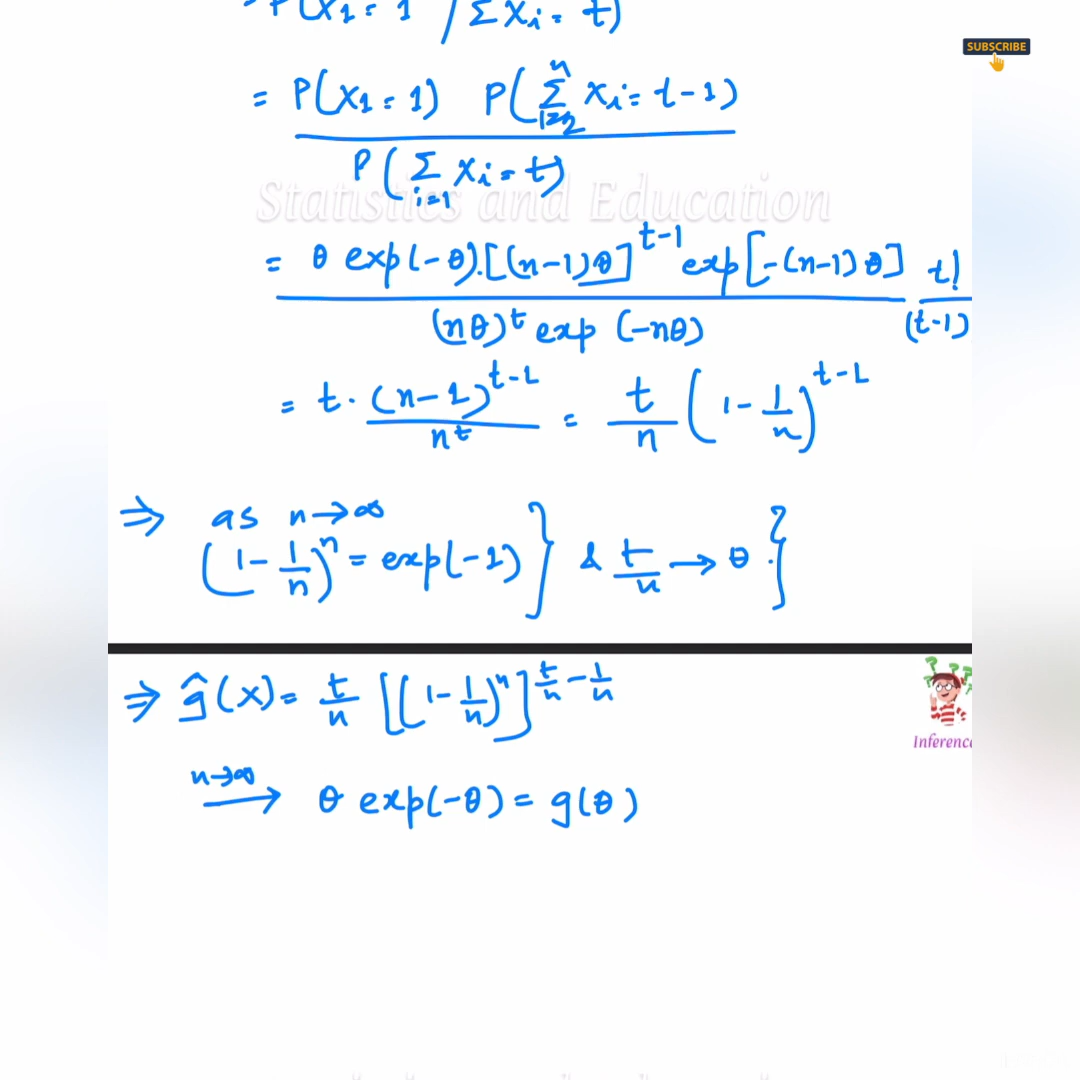 = P(X1 = 1 / Σ Xi = t)
SUBSCRIBE
= P(X1 = 1) P(Σ_{i=2}^{n} Xi = t-1)
P(Σ_{i=1} Xi = t)
Statistics and Education
= θ exp(-θ).[(n-1)θ]^{t-1} exp[-(n-1)θ] t!
(nθ)^t exp(-nθ) (t-1)
= t. (n-1)^{t-1} / n^t = t/n (1 - 1/n)^{t-1}
⇒ as n→∞
(1 - 1/n)^n = exp(-1) } & t/n → θ }
⇒ ĝ(x) = t/n [(1 - 1/n)^n]^{t/n - 1/n}
Inference
n→∞
→ θ exp(-θ) = g(θ)